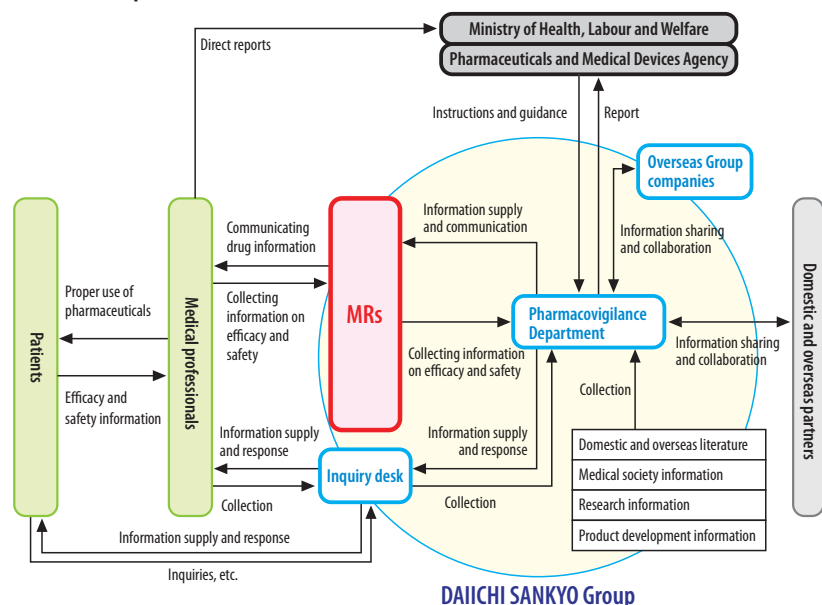 Direct reports
Ministry of Health, Labour and Welfare
Pharmaceuticals and Medical Devices Agency
Instructions and guidance
Report
Overseas Group
companies
Communicating
drug information
Information supply
and communication
Information sharing
and collaboration
Proper use of
pharmaceuticals
Collecting
information on
efficacy and
safety
MRs
Pharmacovigilance
Department
Patients
Medical professionals
Domestic and overseas partners
Collecting information
on efficacy and safety
Information sharing
and collaboration
Efficacy and
safety information
Collection
Information supply
and response
Information supply
and response
Domestic and overseas literature
Medical society information
Research information
Product development information
Inquiry desk
Collection
Collection
Information supply and response
Inquiries, etc.
DAIICHI SANKYO Group